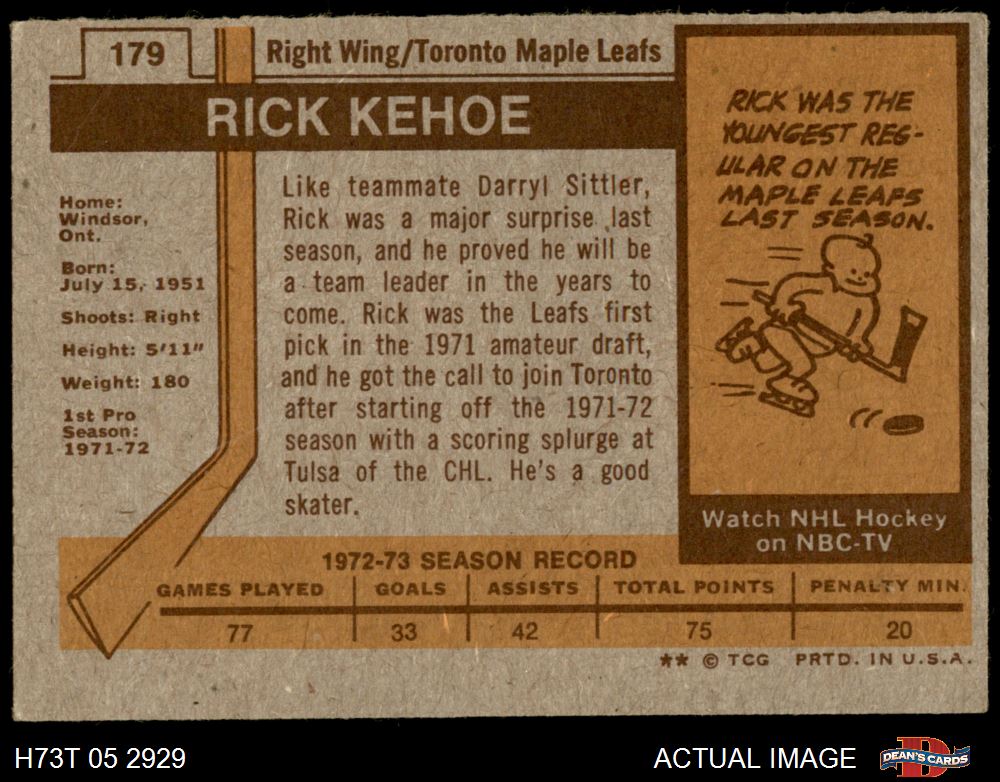 179
Right Wing/Toronto Maple Leafs
RICK KEHOE
Home:
Windsor,
Ont.
Born:
July 15, 1951
Shoots: Right
Height: 5'11"
Weight: 180
1st Pro
Season:
1971-72
Like teammate Darryl Sittler,
Rick was a major surprise last
season, and he proved he will be
a team leader in the years to
come. Rick was the Leafs first
pick in the 1971 amateur draft,
and he got the call to join Toronto
after starting off the 1971-72
season with a scoring splurge at
Tulsa of the CHL. He's a good
skater.
RICK WAS THE
YOUNGEST REG-
ULAR ON THE
MAPLE LEAFS
LAST SEASON.
Watch NHL Hockey
on NBC-TV
1972-73 SEASON RECORD
GAMES PLAYED GOALS ASSISTS TOTAL POINTS PENALTY MIN.
77 33 42 75 20
** © TCG PRTD. IN U.S.A.
H73T 05 2929
ACTUAL IMAGE
DEAN'S CARDS